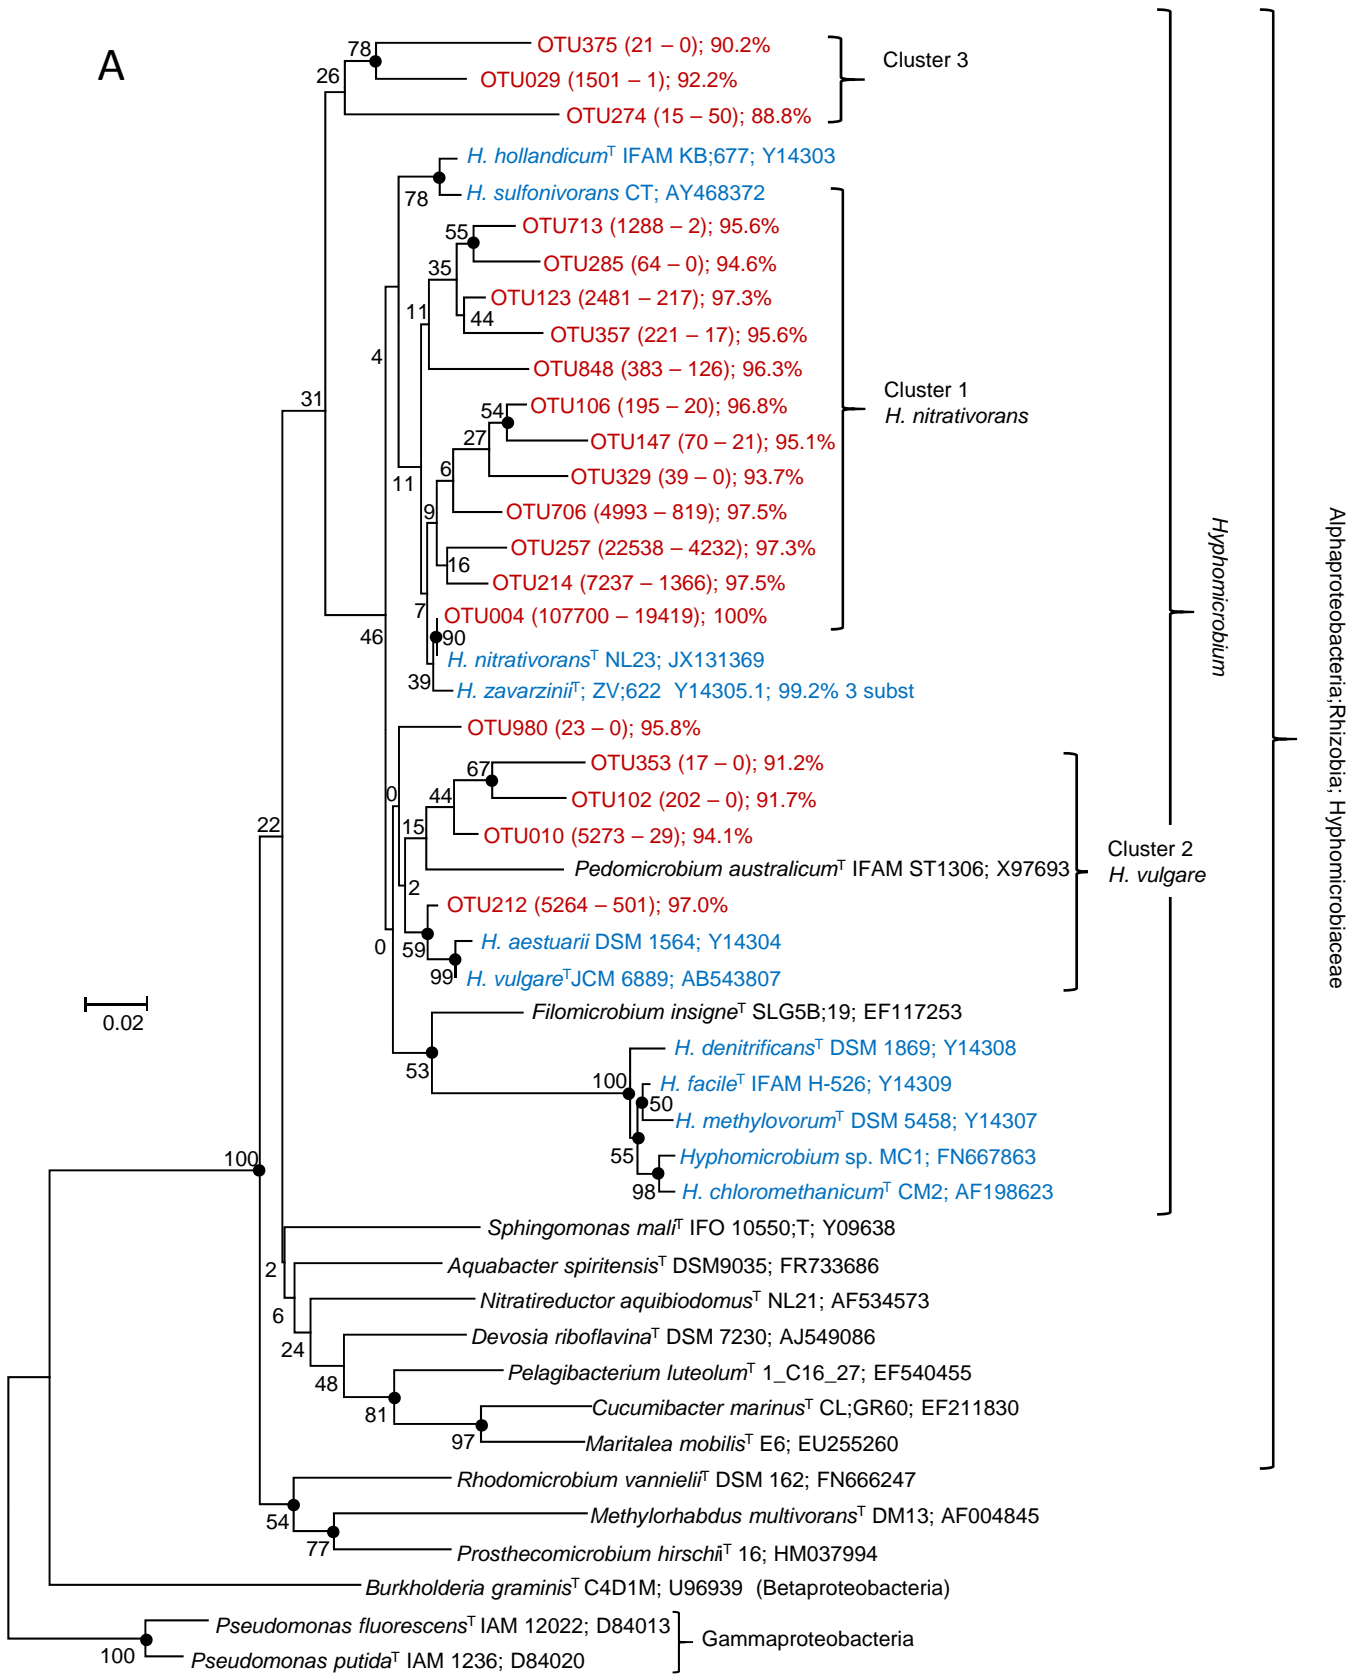 A
78
OTU375 (21 – 0); 90.2%
26
OTU029 (1501 – 1); 92.2%
OTU274 (15 – 50); 88.8%
Cluster 3
H. hollandicumT IFAM KB;677; Y14303
78
H. sulfonivorans CT; AY468372
55
OTU713 (1288 – 2); 95.6%
35
OTU285 (64 – 0); 94.6%
OTU123 (2481 – 217); 97.3%
11
44
OTU357 (221 – 17); 95.6%
4
OTU848 (383 – 126); 96.3%
Cluster 1
H. nitrativorans
31
54
OTU106 (195 – 20); 96.8%
27
OTU147 (70 – 21); 95.1%
6
OTU329 (39 – 0); 93.7%
11
9
OTU706 (4993 – 819); 97.5%
OTU257 (22538 – 4232); 97.3%
16
OTU214 (7237 – 1366); 97.5%
7
OTU004 (107700 – 19419); 100%
46
90
H. nitrativoransT NL23; JX131369
39
H. zavarziniiT; ZV;622 Y14305.1; 99.2% 3 subst
Hyphomicrobium
Alphaproteobacteria;Rhizobia; Hyphomicrobiaceae
OTU980 (23 – 0); 95.8%
67
OTU353 (17 – 0); 91.2%
0
44
OTU102 (202 – 0); 91.7%
22
15
OTU010 (5273 – 29); 94.1%
Pedomicrobium australicumT IFAM ST1306; X97693
Cluster 2
H. vulgare
2
OTU212 (5264 – 501); 97.0%
0
59
H. aestuarii DSM 1564; Y14304
99
H. vulgareTJCM 6889; AB543807
0.02
Filomicrobium insigneT SLG5B;19; EF117253
53
H. denitrificansT DSM 1869; Y14308
100
H. facileT IFAM H-526; Y14309
50
H. methylovorumT DSM 5458; Y14307
55
Hyphomicrobium sp. MC1; FN667863
98
H. chloromethanicumT CM2; AF198623
100
Sphingomonas maliT IFO 10550;T; Y09638
2
Aquabacter spiritensisT DSM9035; FR733686
6
Nitratireductor aquibiodomusT NL21; AF534573
24
Devosia riboflavinaT DSM 7230; AJ549086
48
Pelagibacterium luteolumT 1_C16_27; EF540455
81
Cucumibacter marinusT CL;GR60; EF211830
97
Maritalea mobilisT E6; EU255260
Rhodomicrobium vannieliiT DSM 162; FN666247
54
Methylorhabdus multivoransT DM13; AF004845
77
Prosthecomicrobium hirschiiT 16; HM037994
Burkholderia graminisT C4D1M; U96939 (Betaproteobacteria)
Pseudomonas fluorescensT IAM 12022; D84013
100
Pseudomonas putidaT IAM 1236; D84020
Gammaproteobacteria